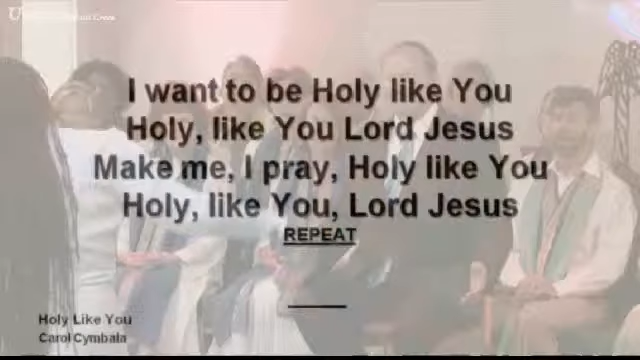 I want to be Holy like You
Holy, like You Lord Jesus
Make me, I pray, Holy like You
Holy, like You, Lord Jesus
REPEAT
Holy Like You
Carol Cymbala